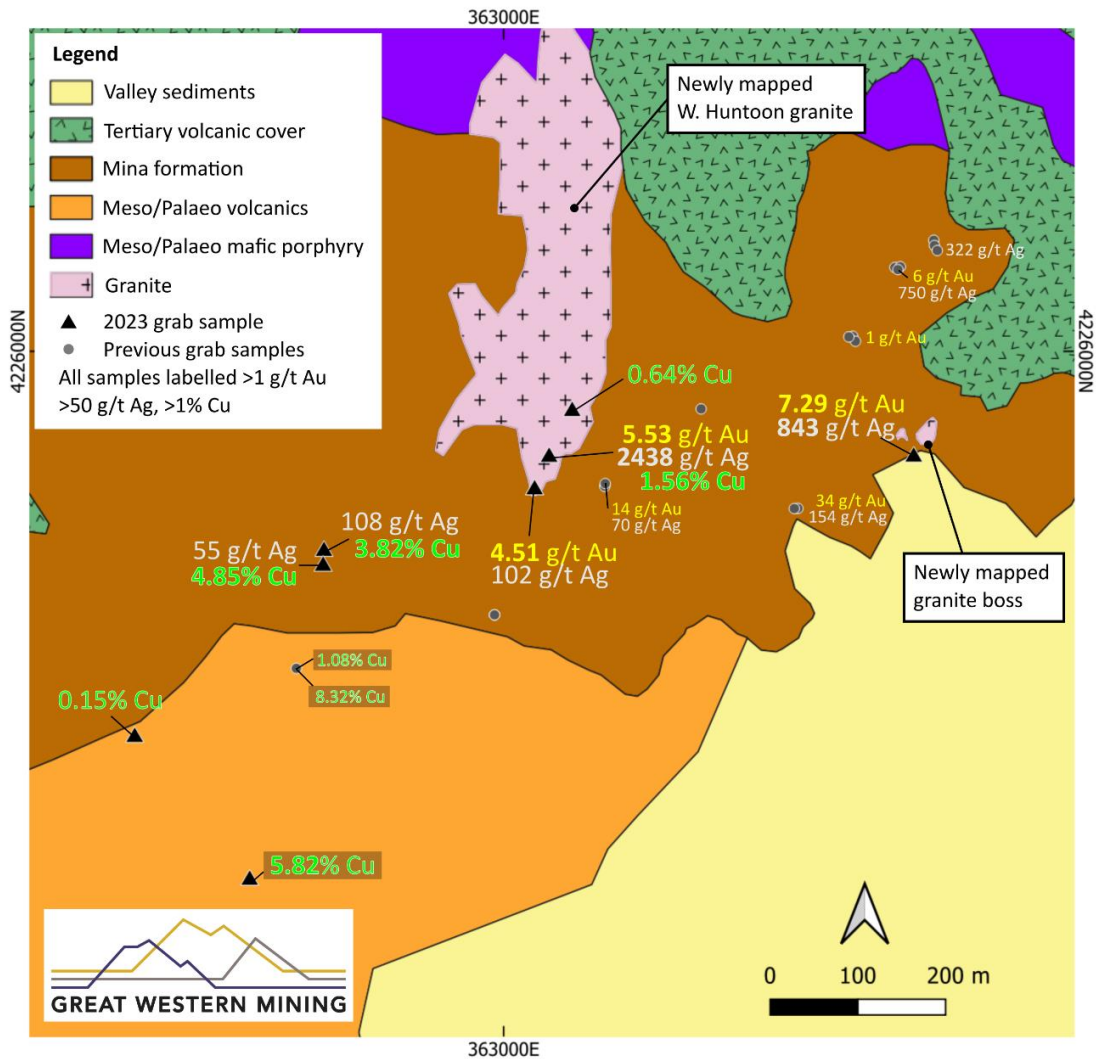 363000E
Legend
Valley sediments
Tertiary volcanic cover
Mina formation
Meso/Palaeo volcanics
Meso/Palaeo mafic porphyry
Granite
2023 grab sample
Previous grab samples
All samples labelled >1 g/t Au
>50 g/t Ag, >1% Cu
Newly mapped
W. Huntoon granite
322 g/t Ag
6 g/t Au
750 g/t Ag
1 g/t Au
4226000N
4226000N
0.64% Cu
5.53 g/t Au
2438 g/t Ag
1.56% Cu
7.29 g/t Au
843 g/t Ag
14 g/t Au
70 g/t Ag
34 g/t Au
154 g/t Ag
4.51 g/t Au
102 g/t Ag
108 g/t Ag
3.82% Cu
55 g/t Ag
4.85% Cu
Newly mapped
granite boss
1.08% Cu
8.32% Cu
0.15% Cu
5.82% Cu
GREAT WESTERN MINING
0 100 200 m
363000E